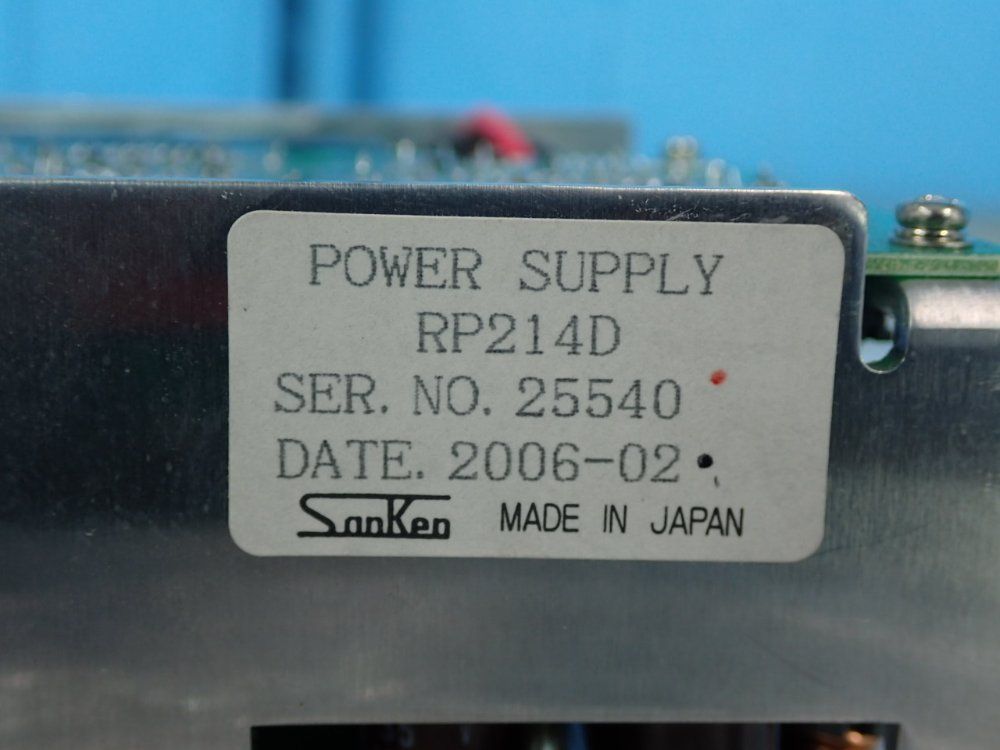 POWER SUPPLY
RP214D
SER. NO. 25540
DATE. 2006-02
SanKen MADE IN JAPAN